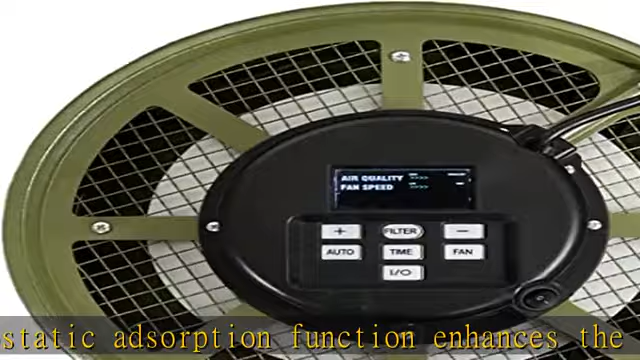 AIR QUALITY >>>>
FAN SPEED >>>>
+ FILTER −
AUTO TIME FAN
I/O
static adsorption function enhances the